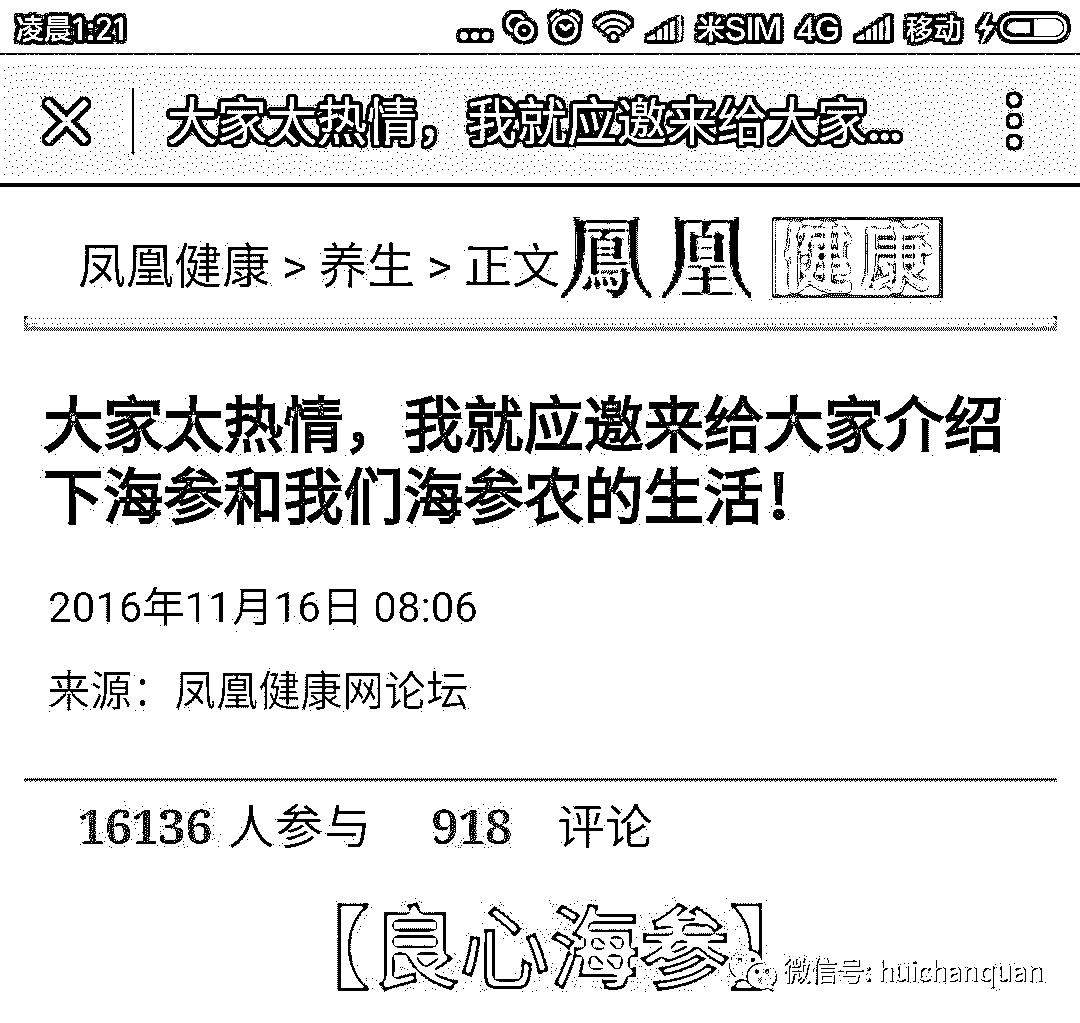 凌晨1:21 ... 米SIM 4G 移动
大家太热情，我就应邀来给大家...
凤凰健康 > 养生 > 正文 鳳凰 健康
大家太热情，我就应邀来给大家介绍
下海参和我们海参农的生活！
2016年11月16日 08:06
来源：凤凰健康网论坛
16136 人参与 918 评论
【良心海参】
微信号: huichanquan